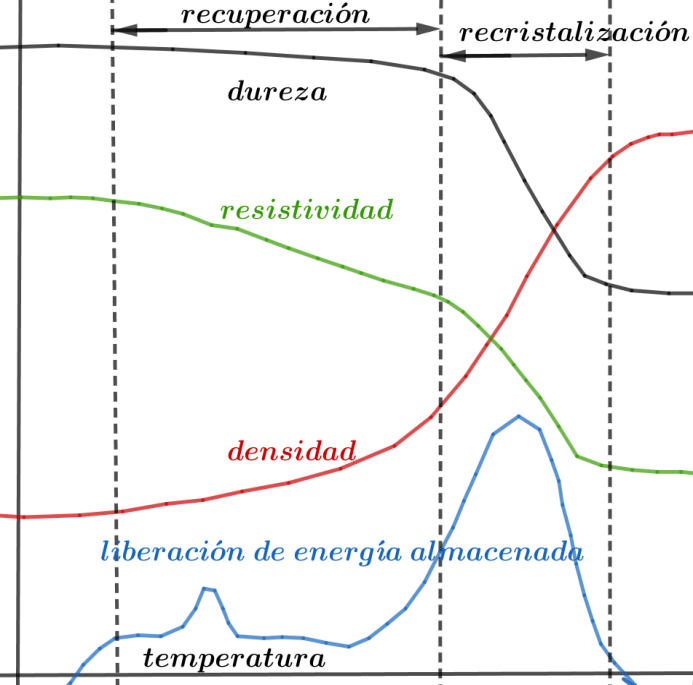 recuperación
recristalización
dureza
resistividad
densidad
liberación de energía almacenada
temperatura